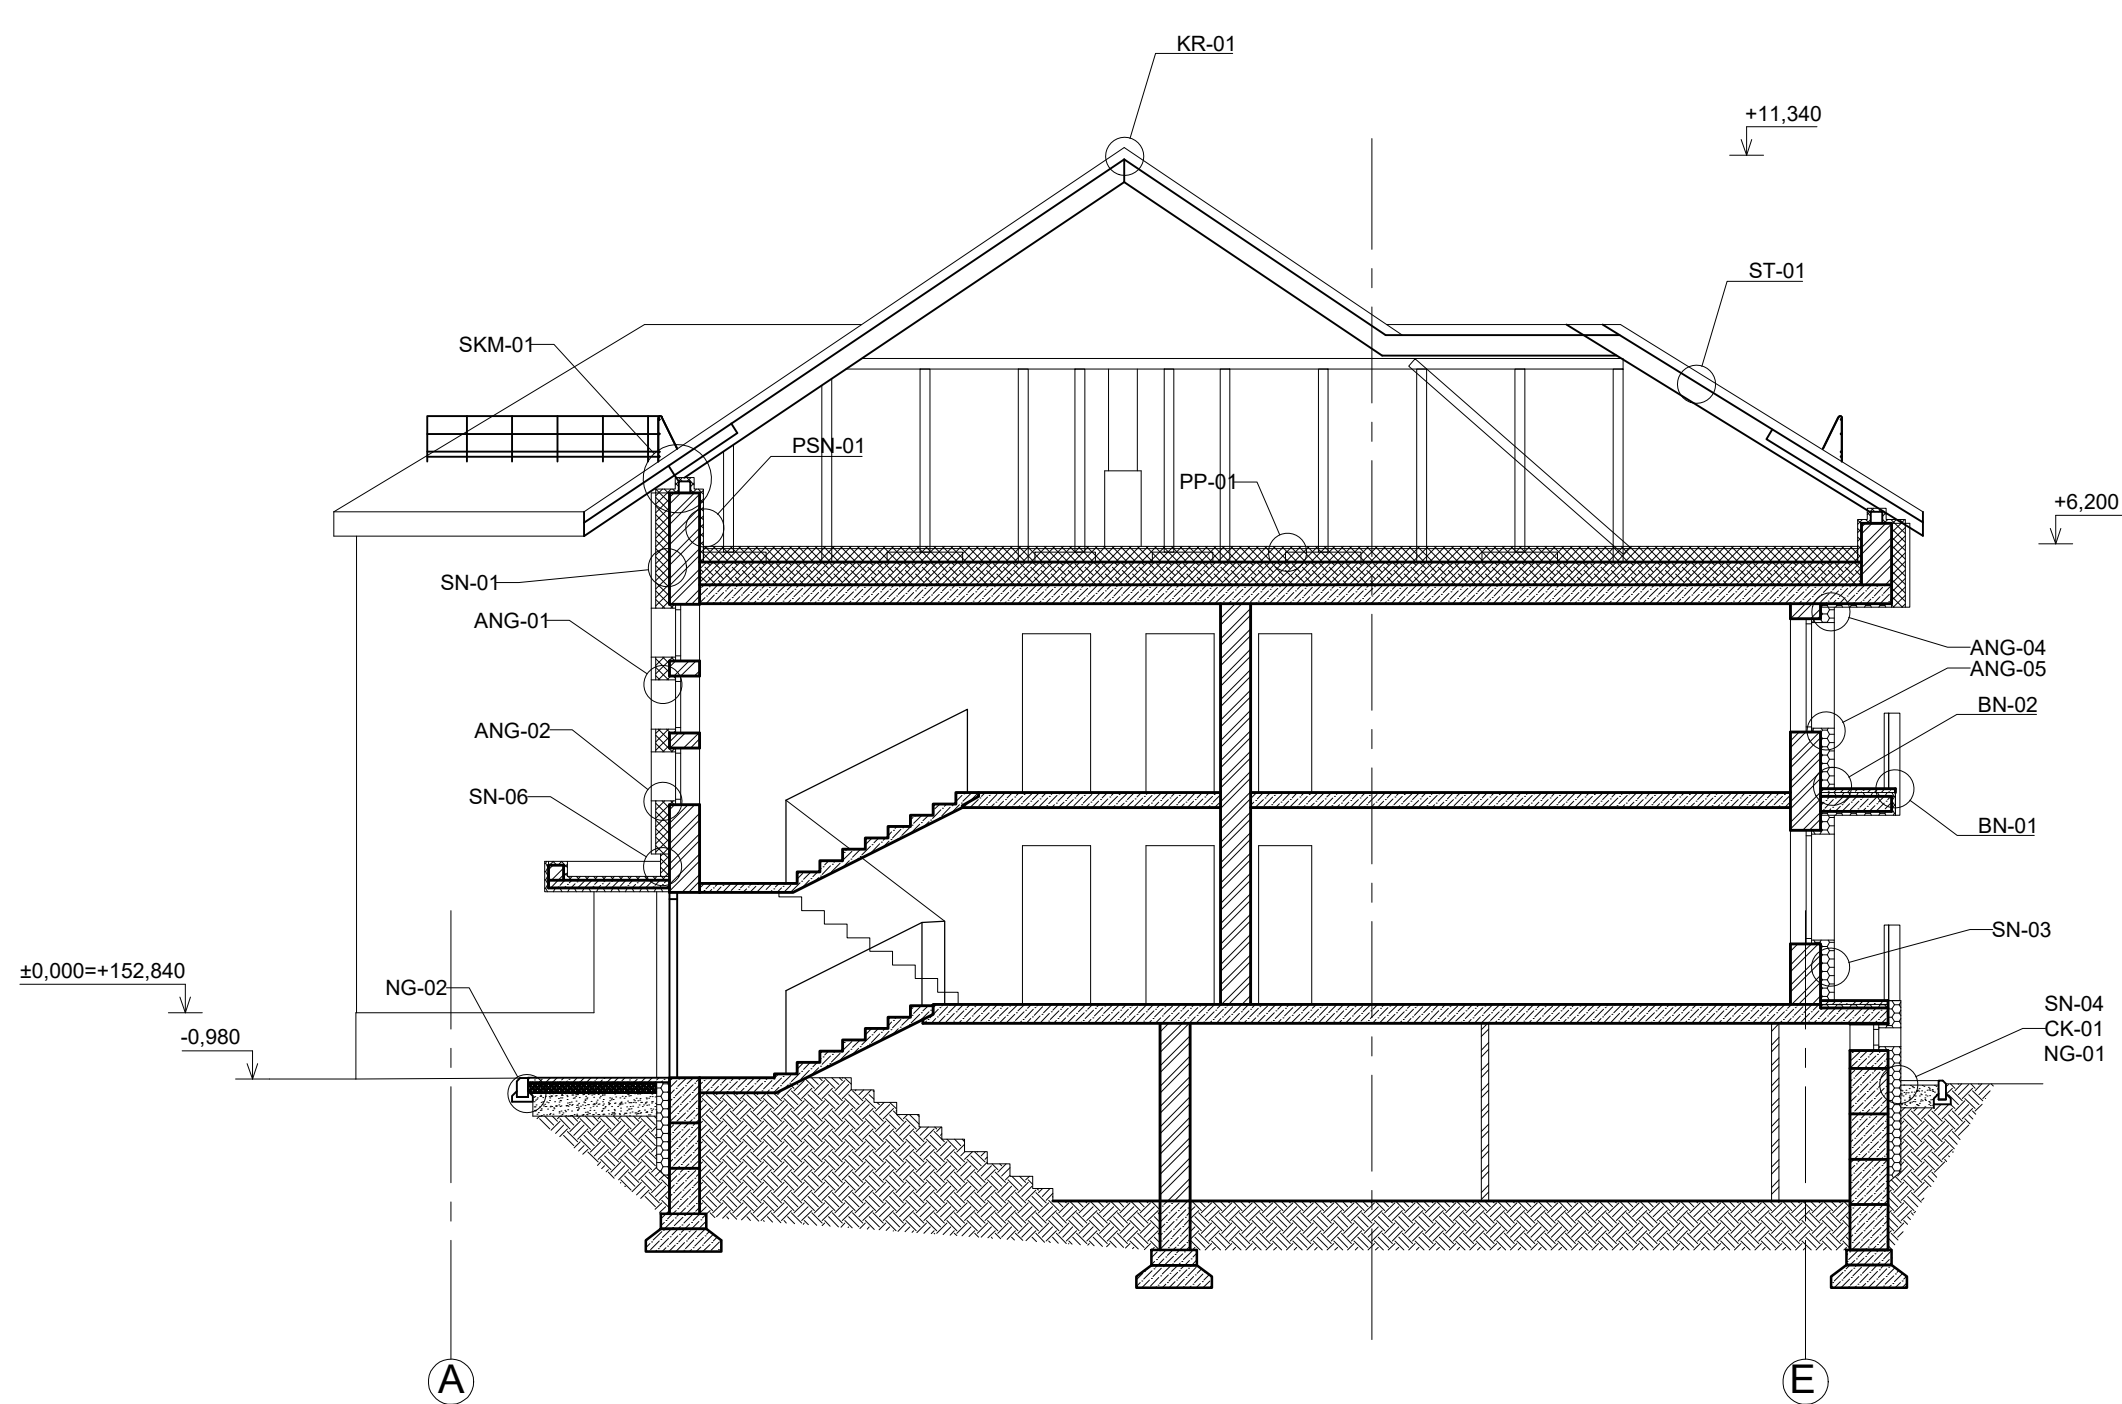 KR-01
+11,340
ST-01
SKM-01
PSN-01
PP-01
+6,200
SN-01
ANG-01
ANG-04
ANG-05
BN-02
ANG-02
SN-06
BN-01
SN-03
±0,000=+152,840
NG-02
SN-04
CK-01
NG-01
-0,980
A
E